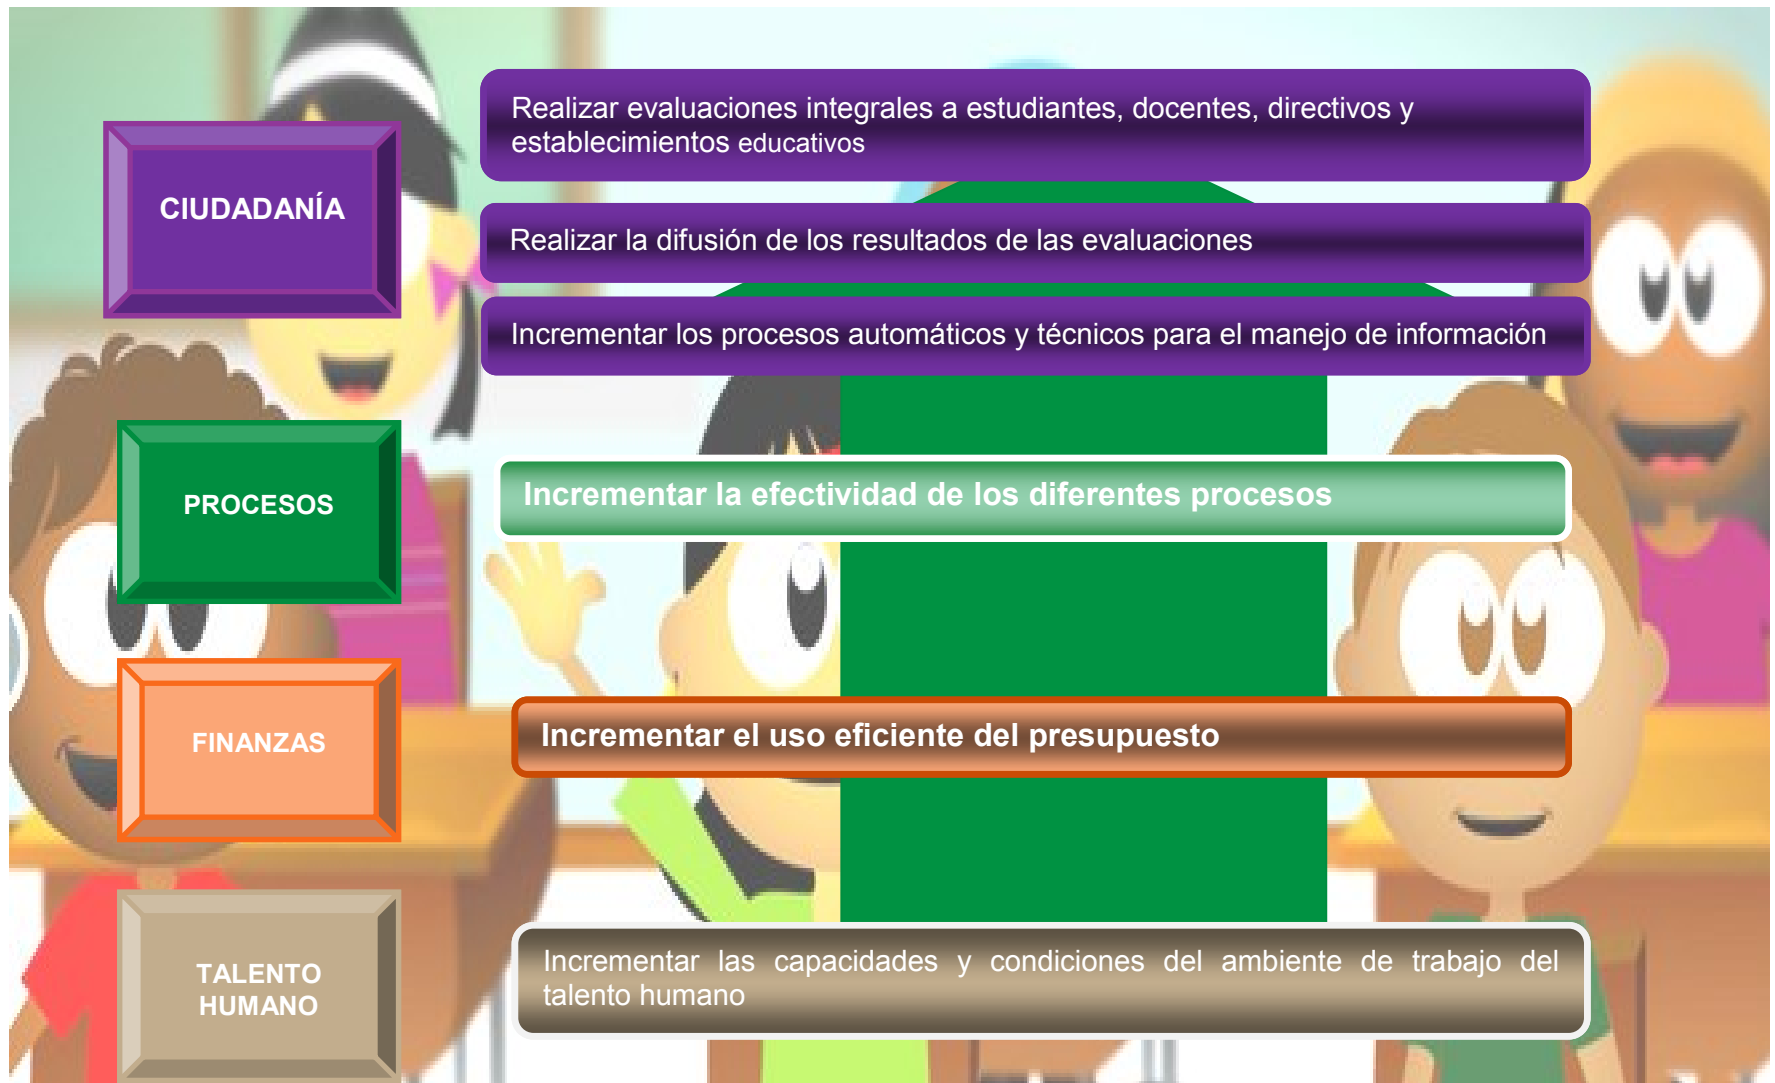 CIUDADANÍA
Realizar evaluaciones integrales a estudiantes, docentes, directivos y
establecimientos educativos
Realizar la difusión de los resultados de las evaluaciones
Incrementar los procesos automáticos y técnicos para el manejo de información
PROCESOS
Incrementar la efectividad de los diferentes procesos
FINANZAS
Incrementar el uso eficiente del presupuesto
TALENTO
HUMANO
Incrementar las capacidades y condiciones del ambiente de trabajo del
talento humano